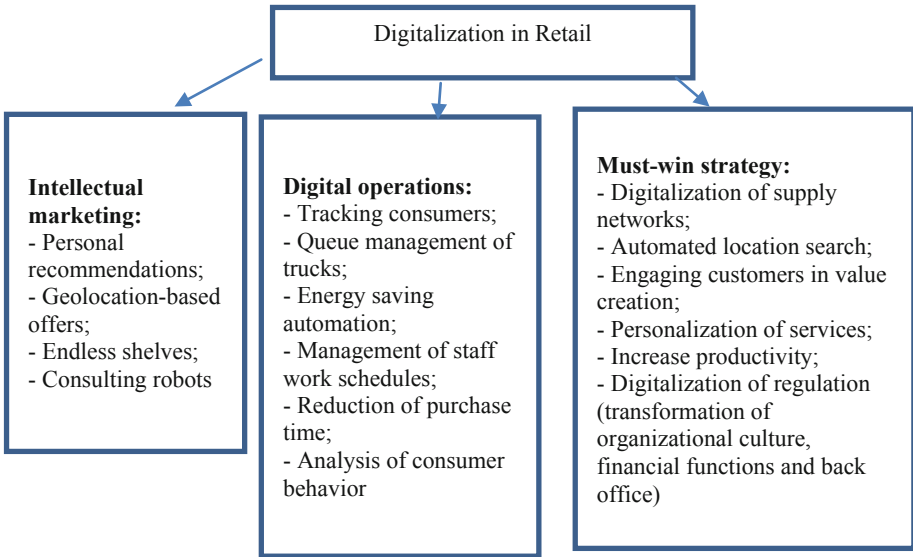 Digitalization in Retail
Intellectual
marketing:
- Personal
recommendations;
- Geolocation-based
offers;
- Endless shelves;
- Consulting robots
Digital operations:
- Tracking consumers;
- Queue management of
trucks;
- Energy saving
automation;
- Management of staff
work schedules;
- Reduction of purchase
time;
- Analysis of consumer
behavior
Must-win strategy:
- Digitalization of supply
networks;
- Automated location search;
- Engaging customers in value
creation;
- Personalization of services;
- Increase productivity;
- Digitalization of regulation
(transformation of
organizational culture,
financial functions and back
office)